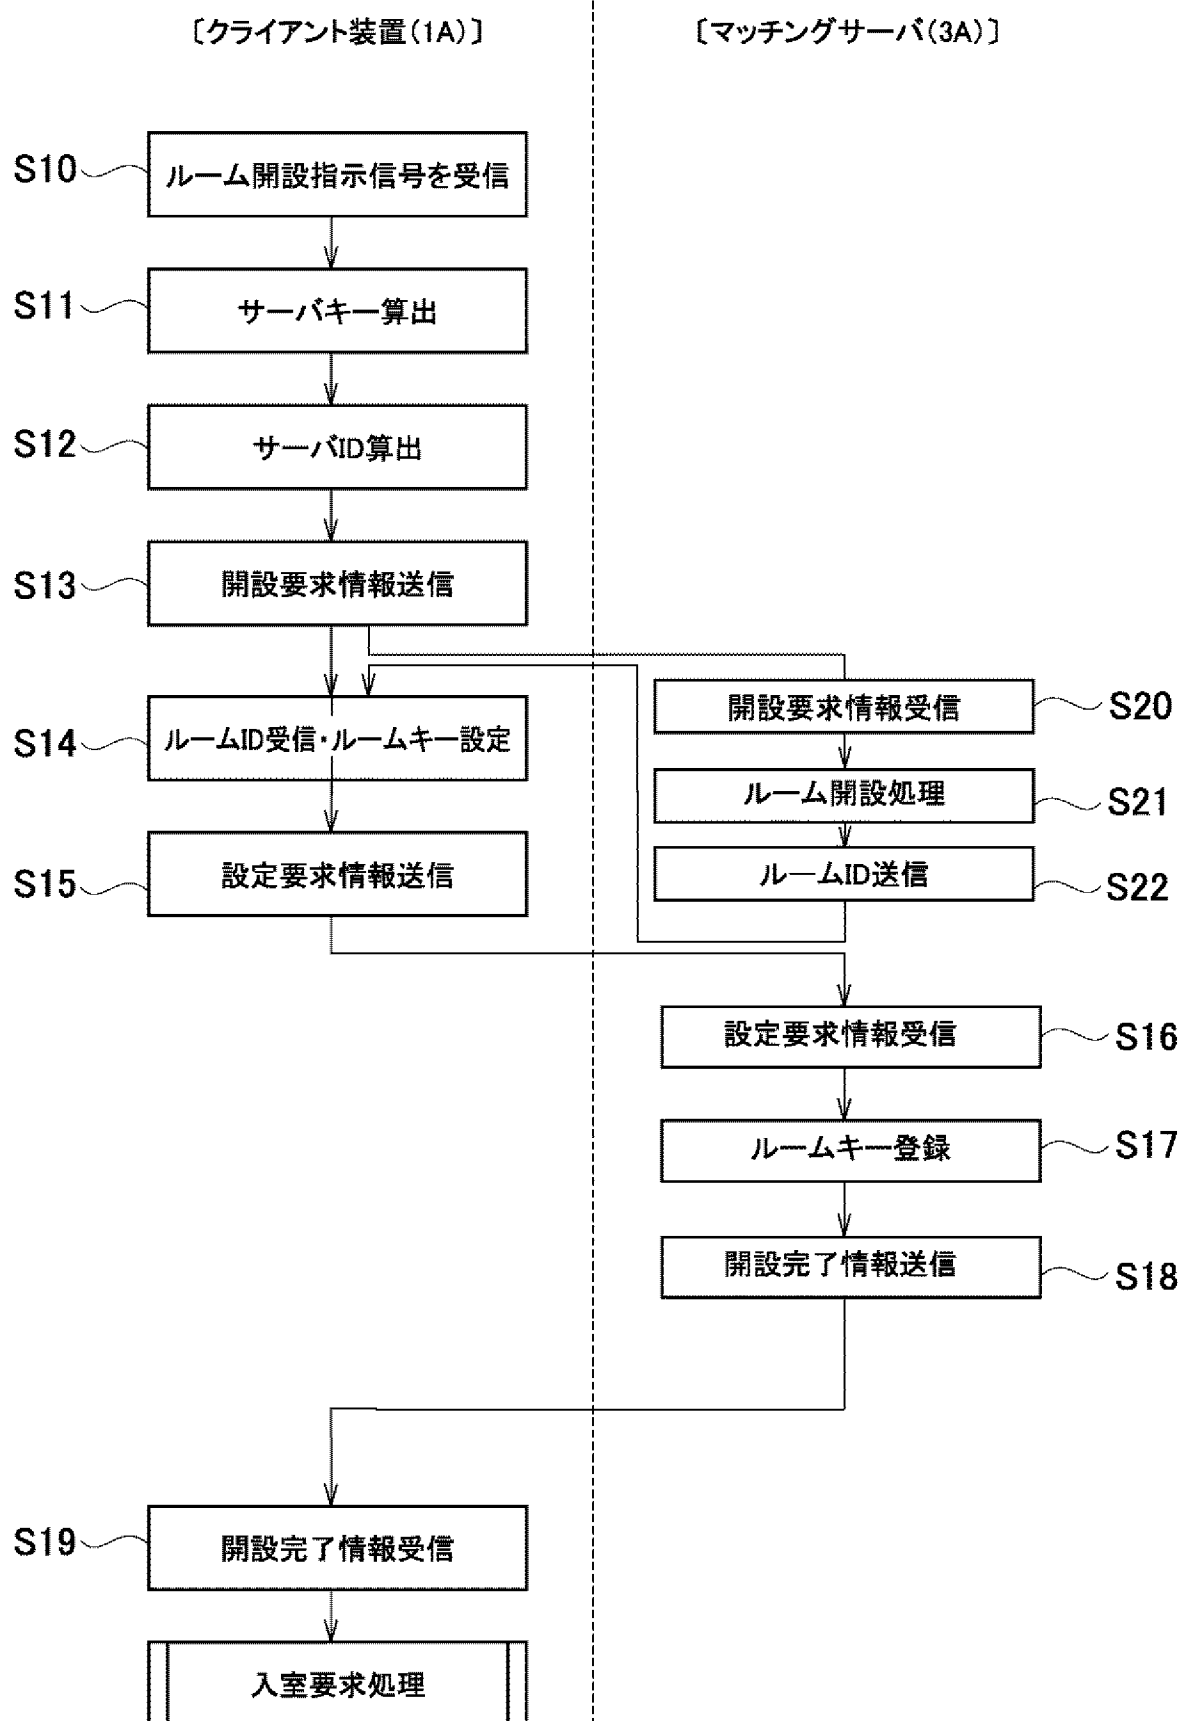 〔クライアント装置(1A)〕
〔マッチングサーバ(3A)〕
S10
ルーム開設指示信号を受信
S11
サーバキー算出
S12
サーバID算出
S13
開設要求情報送信
S14
ルームID受信・ルームキー設定
S15
設定要求情報送信
開設要求情報受信
S20
ルーム開設処理
S21
ルームID送信
S22
設定要求情報受信
S16
ルームキー登録
S17
開設完了情報送信
S18
S19
開設完了情報受信
入室要求処理